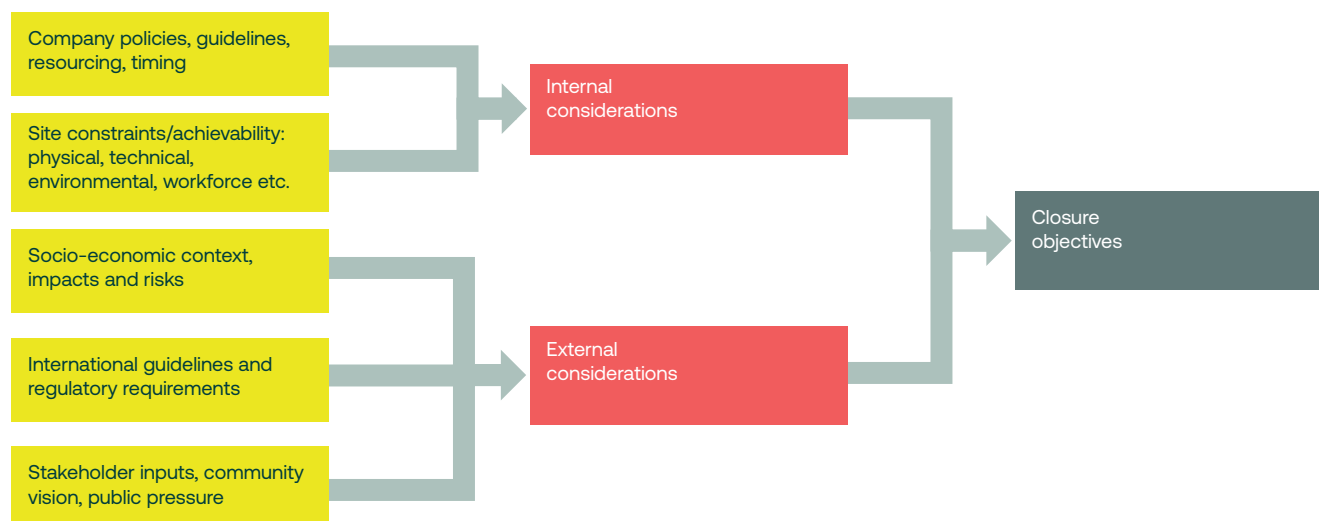 Company policies, guidelines,
resourcing, timing
Site constraints/achievability:
physical, technical,
environmental, workforce etc.
Socio-economic context,
impacts and risks
International guidelines and
regulatory requirements
Stakeholder inputs, community
vision, public pressure
Internal
considerations
External
considerations
Closure
objectives